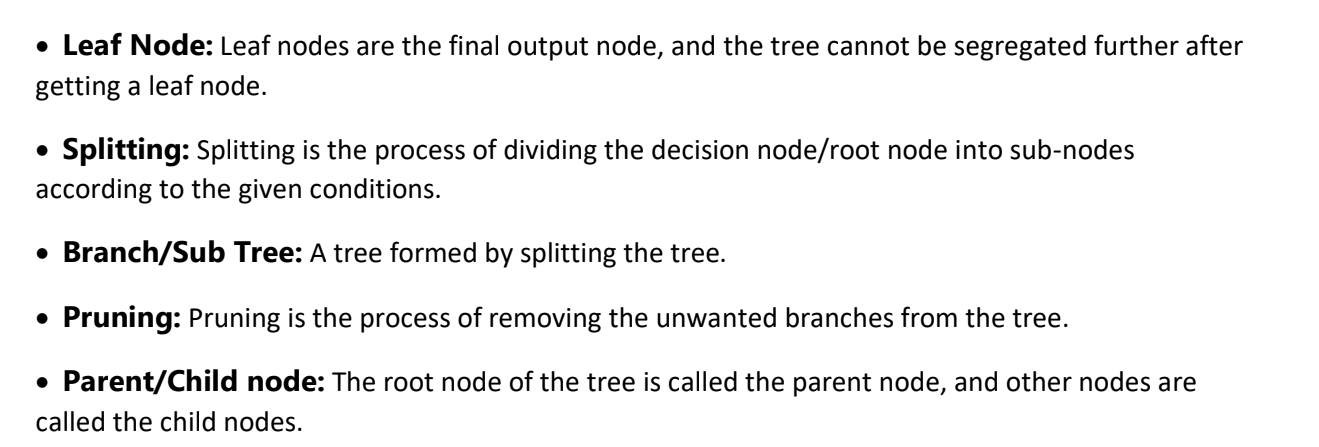 • Leaf Node: Leaf nodes are the final output node, and the tree cannot be segregated further after
getting a leaf node.
• Splitting: Splitting is the process of dividing the decision node/root node into sub-nodes
according to the given conditions.
• Branch/Sub Tree: A tree formed by splitting the tree.
• Pruning: Pruning is the process of removing the unwanted branches from the tree.
• Parent/Child node: The root node of the tree is called the parent node, and other nodes are
called the child nodes.